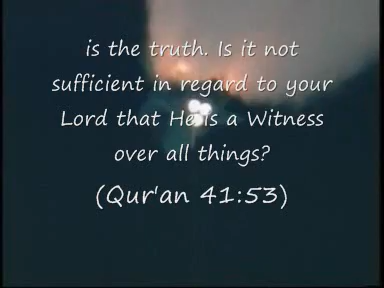 is the truth. Is it not
sufficient in regard to your
Lord that He is a Witness
over all things?
(Qur'an 41:53)